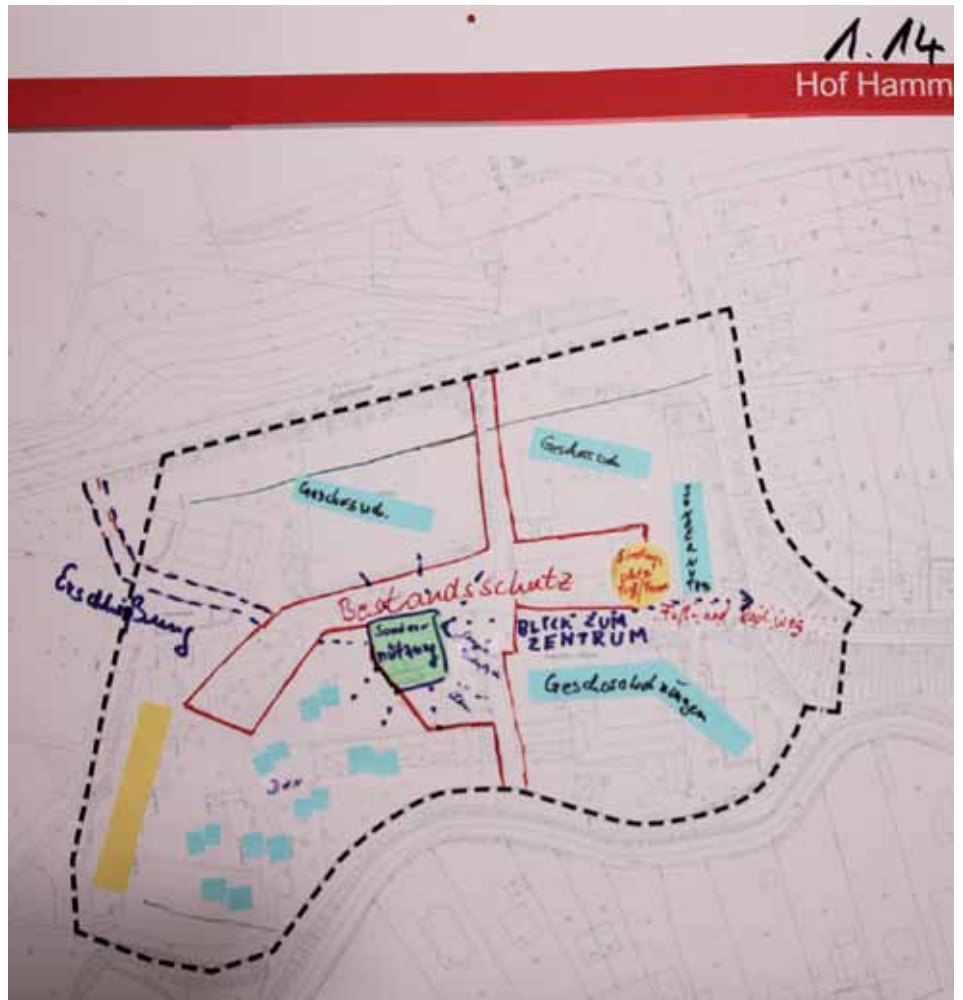 1.14
Hof Hamm
Geschossw.
Geschossw.
Erschließung
Bestandsschutz
Sonder
nutzung
BLICK ZUM
ZENTRUM
Fuß- und Radweg
Geschosswohnungen